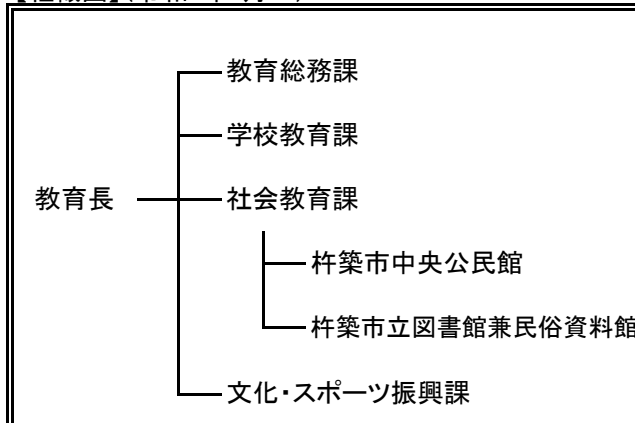 教育総務課
学校教育課
教育長
社会教育課
杵築市中央公民館
杵築市立図書館兼民俗資料館
文化・スポーツ振興課